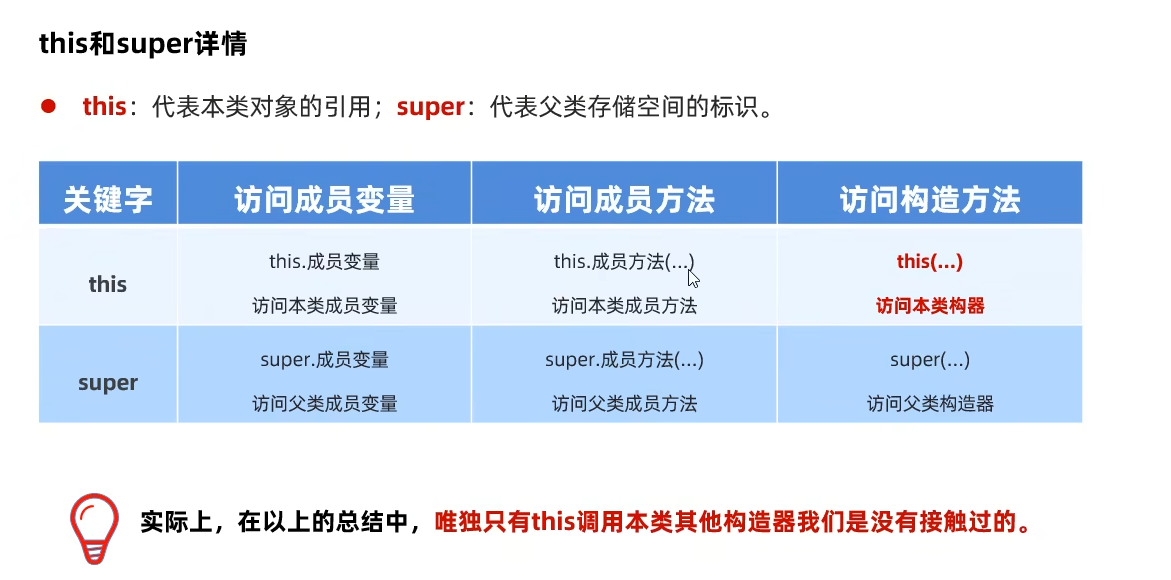 this和super详情
this：代表本类对象的引用；super：代表父类存储空间的标识。
关键字 访问成员变量 访问成员方法 访问构造方法
this
this.成员变量
访问本类成员变量
this.成员方法(…)
访问本类成员方法
this(…)
访问本类构器
super
super.成员变量
访问父类成员变量
super.成员方法(…)
访问父类成员方法
super(…)
访问父类构造器
实际上，在以上的总结中，唯独只有this调用本类其他构造器我们是没有接触过的。